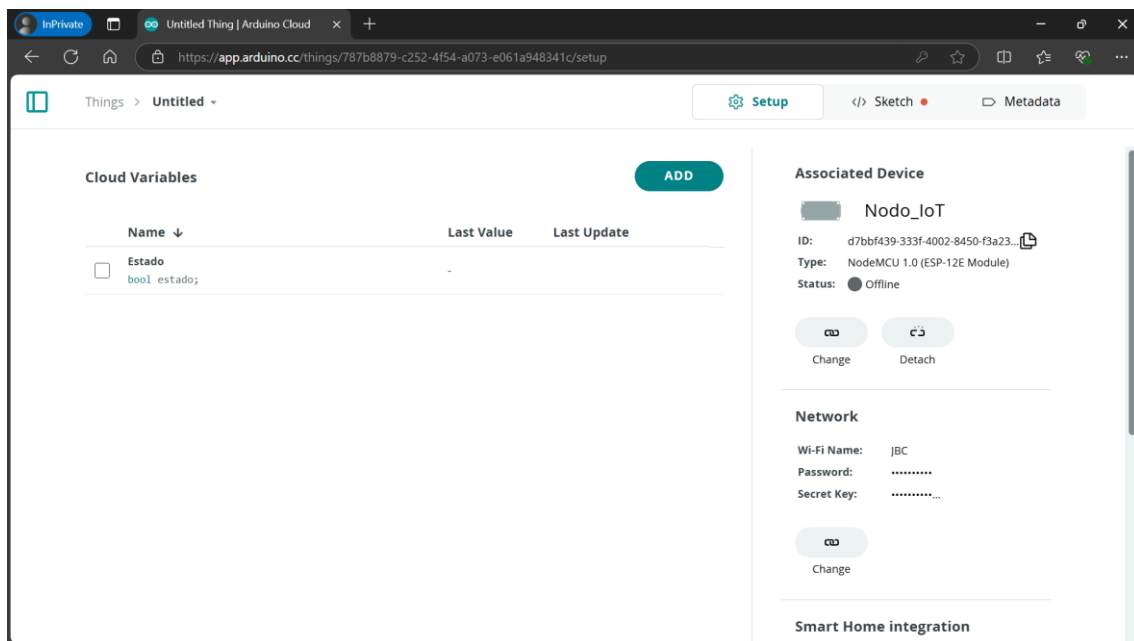 InPrivate
Untitled Thing | Arduino Cloud
https://app.arduino.cc/things/787b8879-c252-4f54-a073-e061a948341c/setup
Things > Untitled
Setup
</> Sketch
Metadata
Cloud Variables
ADD
Name ↓ Last Value Last Update
Estado
bool estado;
-
Associated Device
Nodo_IoT
ID: d7bbf439-333f-4002-8450-f3a23...
Type: NodeMCU 1.0 (ESP-12E Module)
Status: Offline
Change Detach
Network
Wi-Fi Name: JBC
Password: ••••••••••
Secret Key: ••••••••••...
Change
Smart Home integration